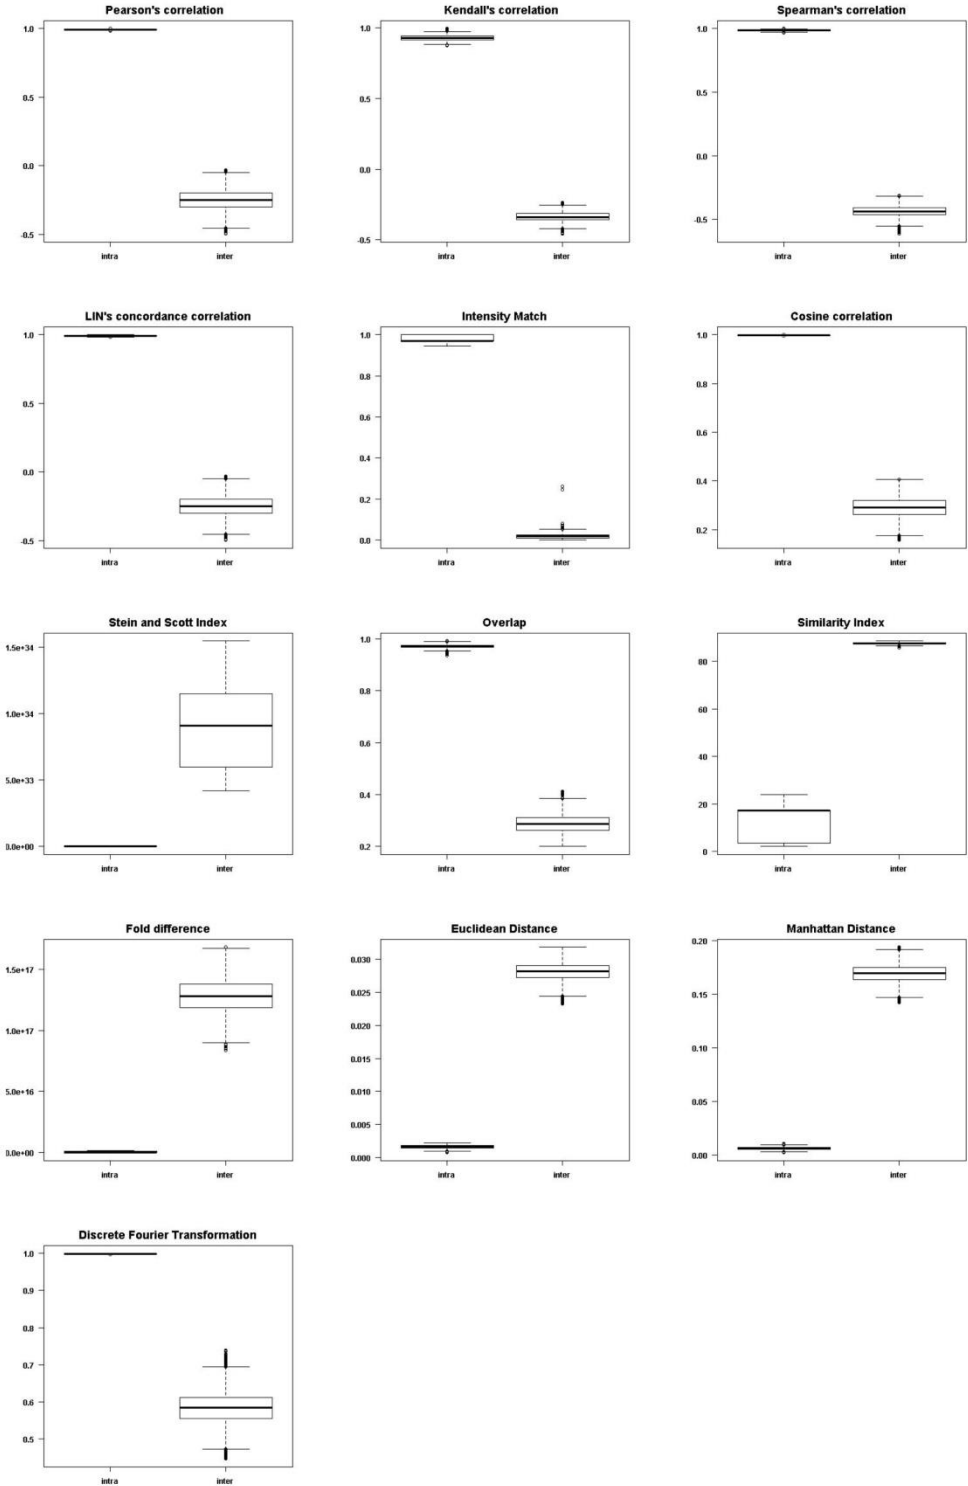 Pearson's correlation
1.0
0.5
0.0
-0.5
intra inter
Kendall's correlation
1.0
0.5
0.0
-0.5
intra inter
Spearman's correlation
1.0
0.5
0.0
-0.5
intra inter
LIN's concordance correlation
1.0
0.5
0.0
-0.5
intra inter
Intensity Match
1.0
0.8
0.6
0.4
0.2
0.0
intra inter
Cosine correlation
1.0
0.8
0.6
0.4
0.2
intra inter
Stein and Scott Index
1.5e+34
1.0e+34
5.0e+33
0.0e+00
intra inter
Overlap
1.0
0.8
0.6
0.4
0.2
intra inter
Similarity Index
80
60
40
20
0
intra inter
Fold difference
1.5e+17
1.0e+17
5.0e+16
0.0e+00
intra inter
Euclidean Distance
0.030
0.025
0.020
0.015
0.010
0.005
0.000
intra inter
Manhattan Distance
0.20
0.15
0.10
0.05
0.00
intra inter
Discrete Fourier Transformation
1.0
0.9
0.8
0.7
0.6
0.5
intra inter